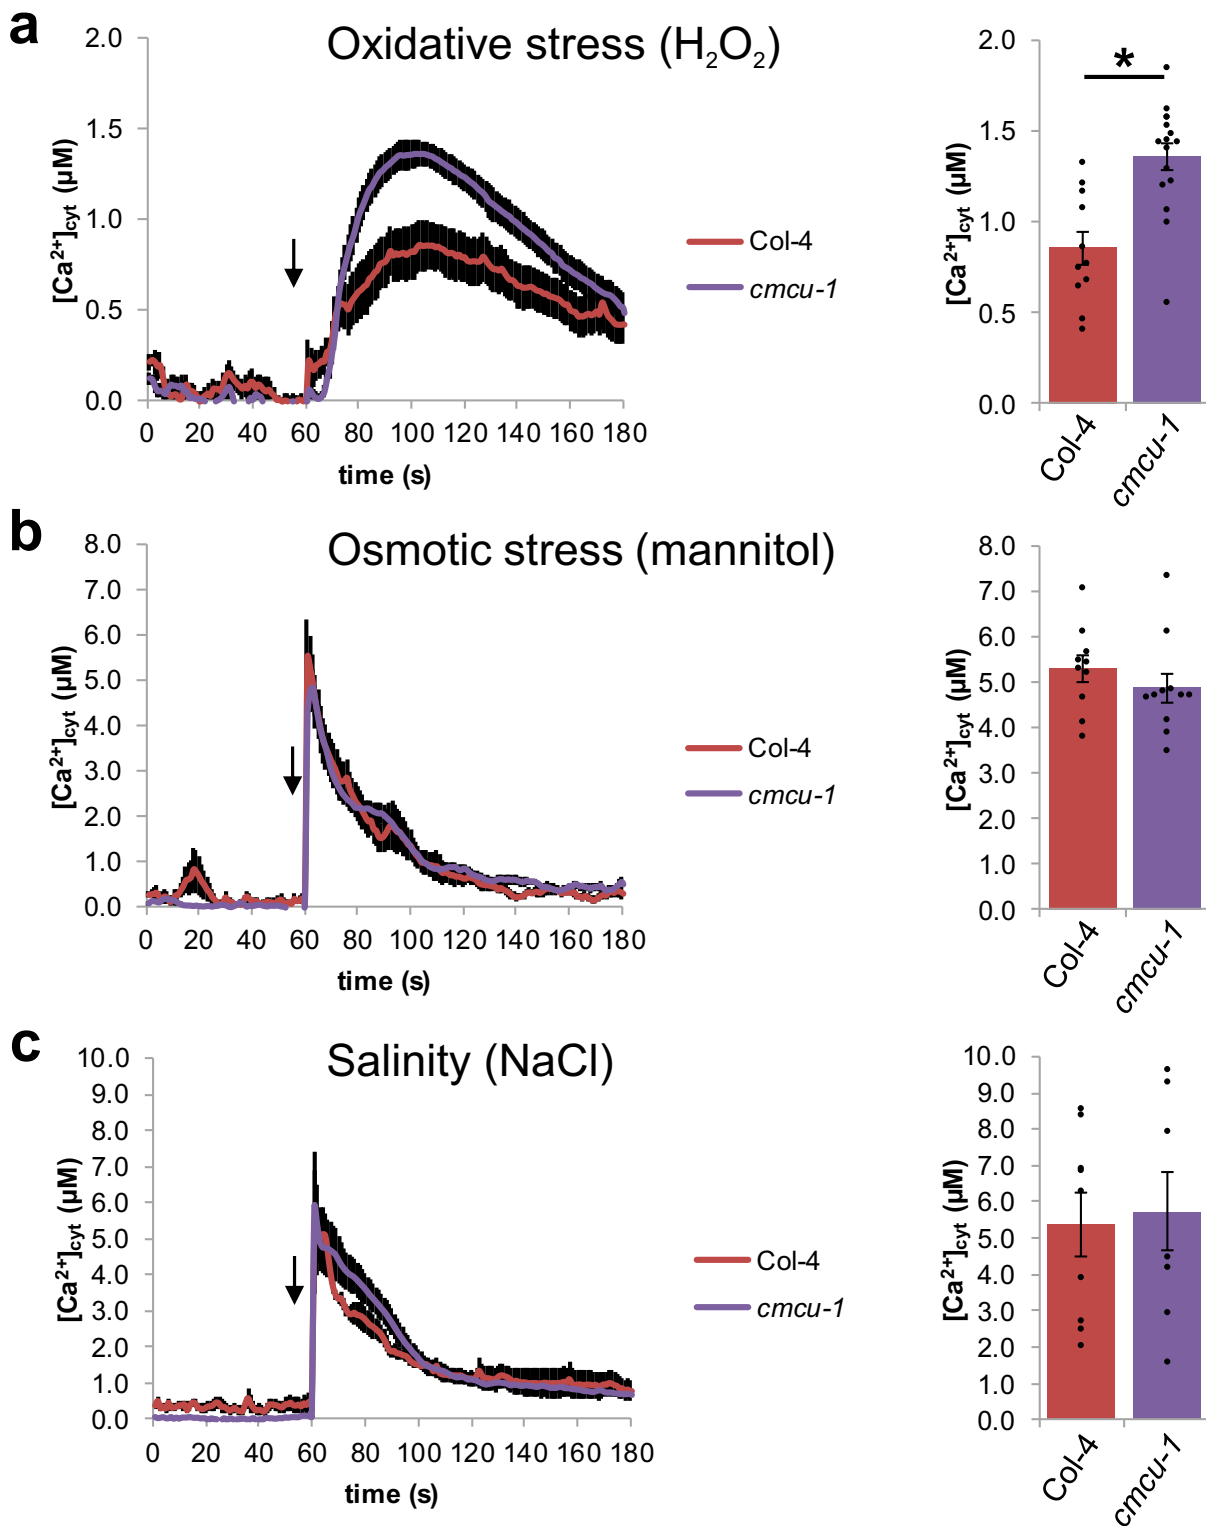 a
Oxidative stress (H₂O₂)
2.0
1.5
1.0
0.5
0.0
[Ca²⁺]cyt (µM)
0 20 40 60 80 100 120 140 160 180
time (s)
Col-4
cmcu-1
2.0
1.5
1.0
0.5
0.0
[Ca²⁺]cyt (µM)
*
Col-4
cmcu-1
b
Osmotic stress (mannitol)
8.0
7.0
6.0
5.0
4.0
3.0
2.0
1.0
0.0
[Ca²⁺]cyt (µM)
0 20 40 60 80 100 120 140 160 180
time (s)
Col-4
cmcu-1
8.0
7.0
6.0
5.0
4.0
3.0
2.0
1.0
0.0
[Ca²⁺]cyt (µM)
Col-4
cmcu-1
c
Salinity (NaCl)
10.0
9.0
8.0
7.0
6.0
5.0
4.0
3.0
2.0
1.0
0.0
[Ca²⁺]cyt (µM)
0 20 40 60 80 100 120 140 160 180
time (s)
Col-4
cmcu-1
10.0
9.0
8.0
7.0
6.0
5.0
4.0
3.0
2.0
1.0
0.0
[Ca²⁺]cyt (µM)
Col-4
cmcu-1